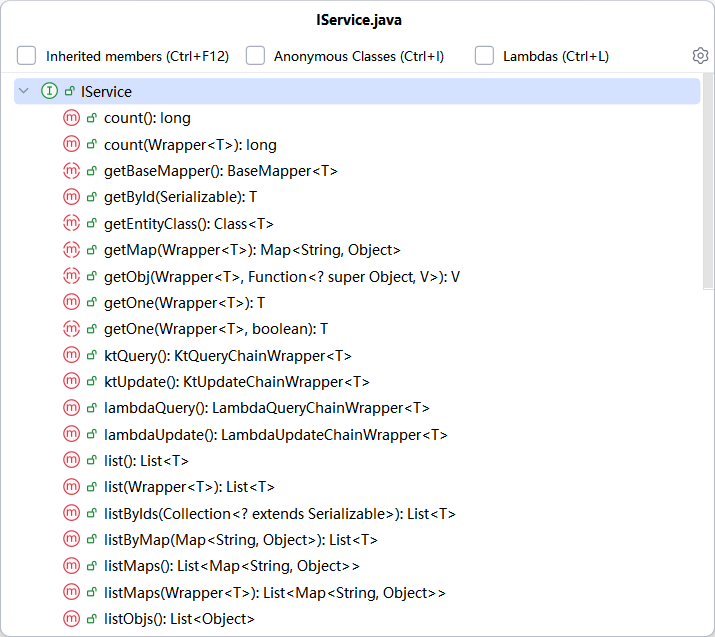 IService.java
Inherited members (Ctrl+F12) Anonymous Classes (Ctrl+I) Lambdas (Ctrl+L)
IService
count(): long
count(Wrapper<T>): long
getBaseMapper(): BaseMapper<T>
getById(Serializable): T
getEntityClass(): Class<T>
getMap(Wrapper<T>): Map<String, Object>
getObj(Wrapper<T>, Function<? super Object, V>): V
getOne(Wrapper<T>): T
getOne(Wrapper<T>, boolean): T
ktQuery(): KtQueryChainWrapper<T>
ktUpdate(): KtUpdateChainWrapper<T>
lambdaQuery(): LambdaQueryChainWrapper<T>
lambdaUpdate(): LambdaUpdateChainWrapper<T>
list(): List<T>
list(Wrapper<T>): List<T>
listByIds(Collection<? extends Serializable>): List<T>
listByMap(Map<String, Object>): List<T>
listMaps(): List<Map<String, Object>>
listMaps(Wrapper<T>): List<Map<String, Object>>
listObjs(): List<Object>